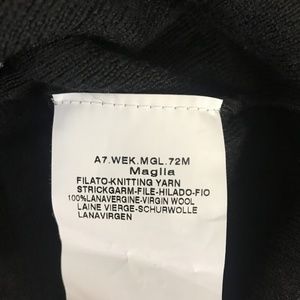 A7.WEK.MGL.72M
Maglia
FILATO-KNITTING YARN
STRICKGARM-FILE-HILADO-FIO
100%LANAVERGINE-VIRGIN WOOL
LAINE VIERGE-SCHURWOLLE
LANAVIRGEN